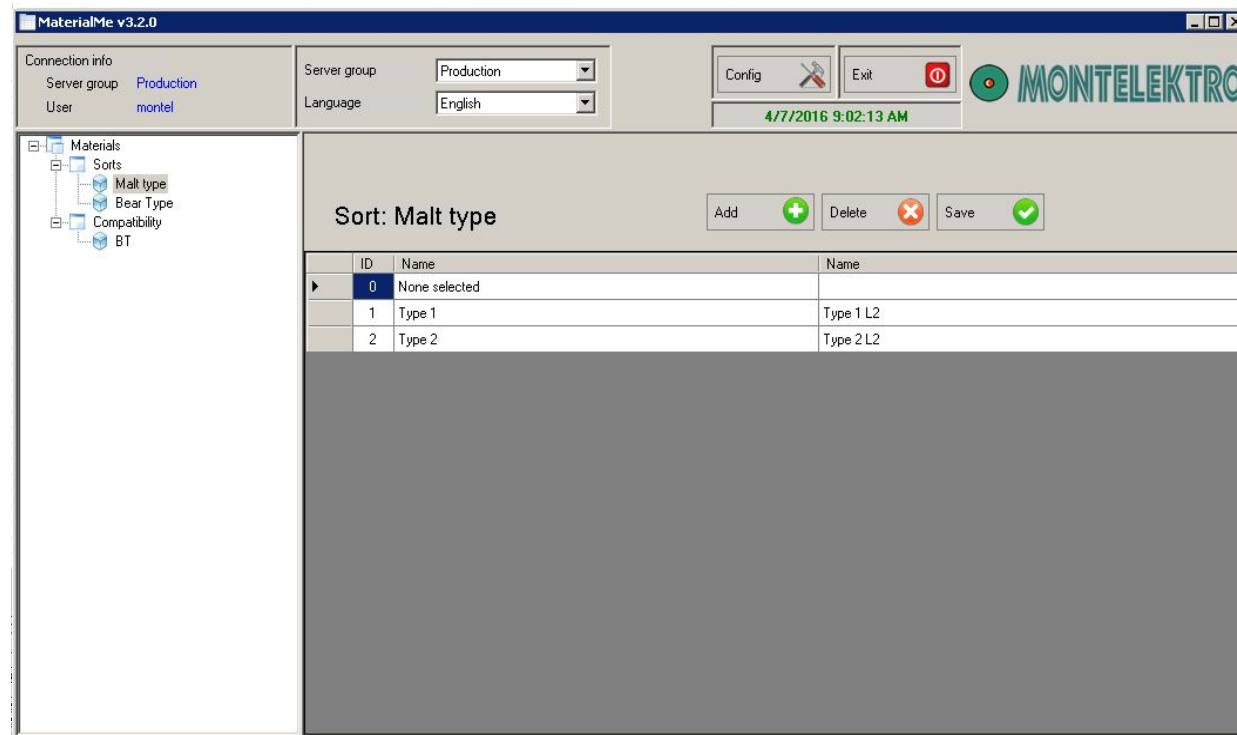 MaterialMe v3.2.0
Connection info
Server group Production
User montel
Server group Production
Language English
Config
Exit
4/7/2016 9:02:13 AM
MONTELEKTRO
Materials
Sorts
Malt type
Bear Type
Compatibility
BT
Sort: Malt type
Add
Delete
Save
ID Name Name
0 None selected
1 Type 1 Type 1 L2
2 Type 2 Type 2 L2